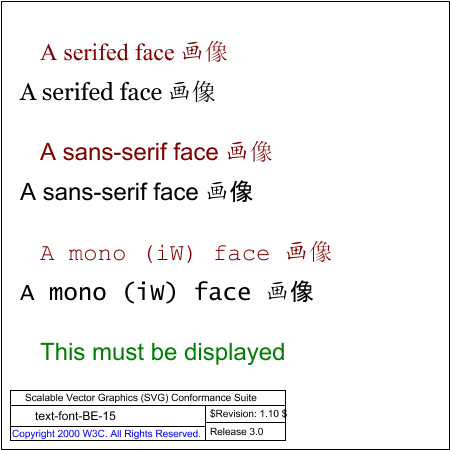 A serifed face 画像
A serifed face 画像
A sans-serif face 画像
A sans-serif face 画像
A mono (iW) face 画像
A mono (iW) face 画像
This must be displayed
Scalable Vector Graphics (SVG) Conformance Suite
text-font-BE-15
$Revision: 1.10 $
Copyright 2000 W3C. All Rights Reserved.
Release 3.0